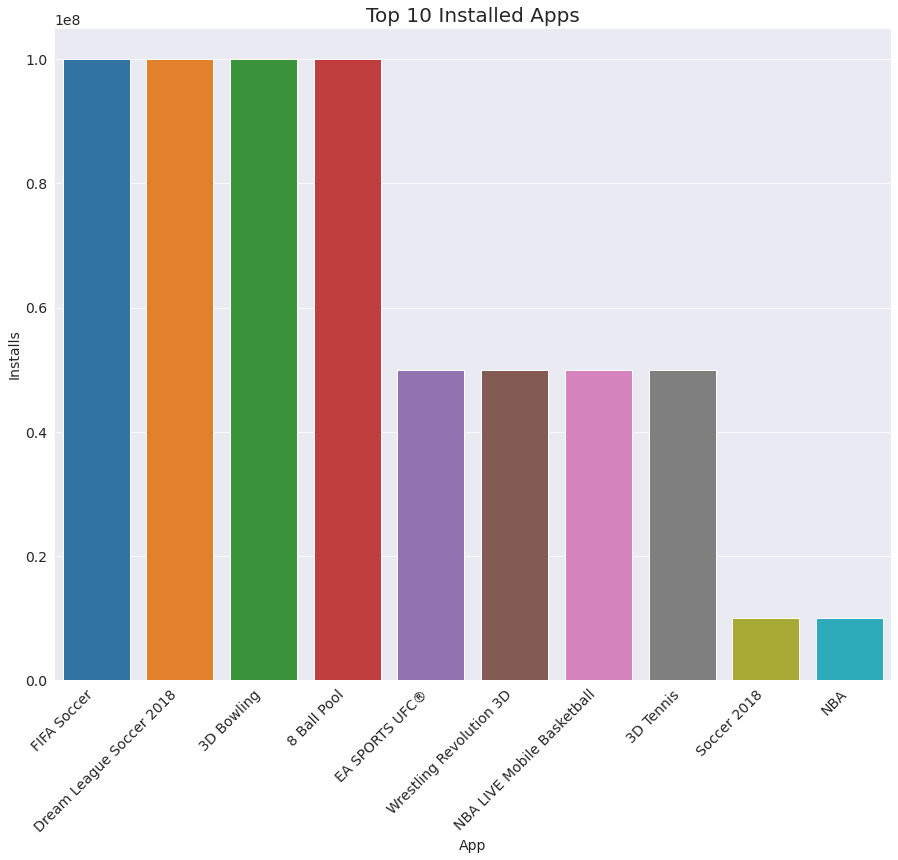 Top 10 Installed Apps
1e8
1.0
0.8
0.6
0.4
0.2
0.0
Installs
FIFA Soccer
Dream League Soccer 2018
3D Bowling
8 Ball Pool
EA SPORTS UFC®
Wrestling Revolution 3D
NBA LIVE Mobile Basketball
3D Tennis
Soccer 2018
NBA
App